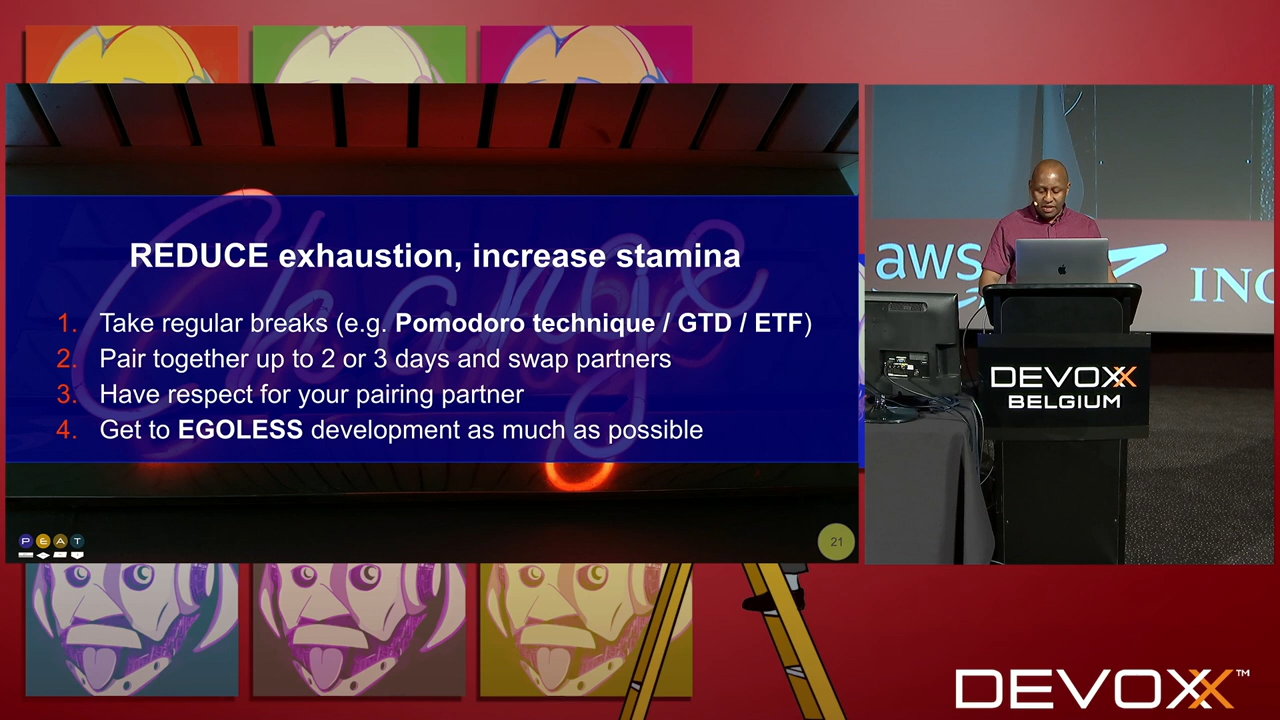 Change
REDUCE exhaustion, increase stamina
1. Take regular breaks (e.g. Pomodoro technique / GTD / ETF)
2. Pair together up to 2 or 3 days and swap partners
3. Have respect for your pairing partner
4. Get to EGOLESS development as much as possible
P E A T
21
aws
ING
DEVOXX
BELGIUM
DEVOXX™